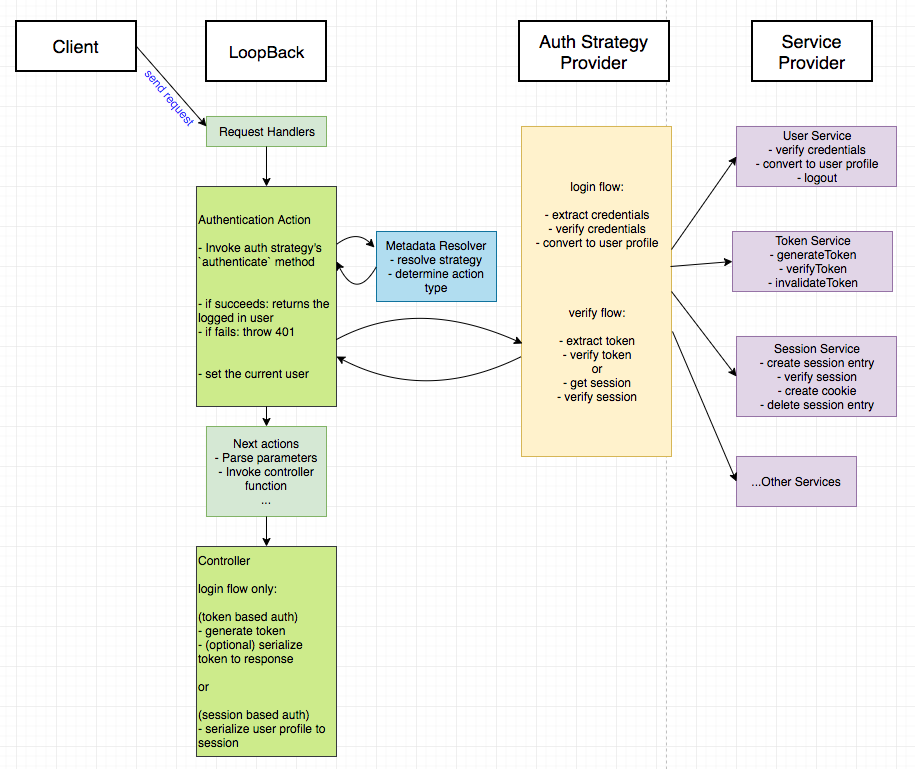 Client
LoopBack
Auth Strategy
Provider
Service
Provider
send request
Request Handlers
Authentication Action
- Invoke auth strategy's
`authenticate` method
- if succeeds: returns the
logged in user
- if fails: throw 401
- set the current user
Metadata Resolver
- resolve strategy
- determine action
type
login flow:
- extract credentials
- verify credentials
- convert to user profile
verify flow:
- extract token
- verify token
or
- get session
- verify session
User Service
- verify credentials
- convert to user profile
- logout
Token Service
- generateToken
- verifyToken
- invalidateToken
Session Service
- create session entry
- verify session
- create cookie
- delete session entry
...Other Services
Next actions
- Parse parameters
- Invoke controller
function
...
Controller
login flow only:
(token based auth)
- generate token
- (optional) serialize
token to response
or
(session based auth)
- serialize user profile to
session